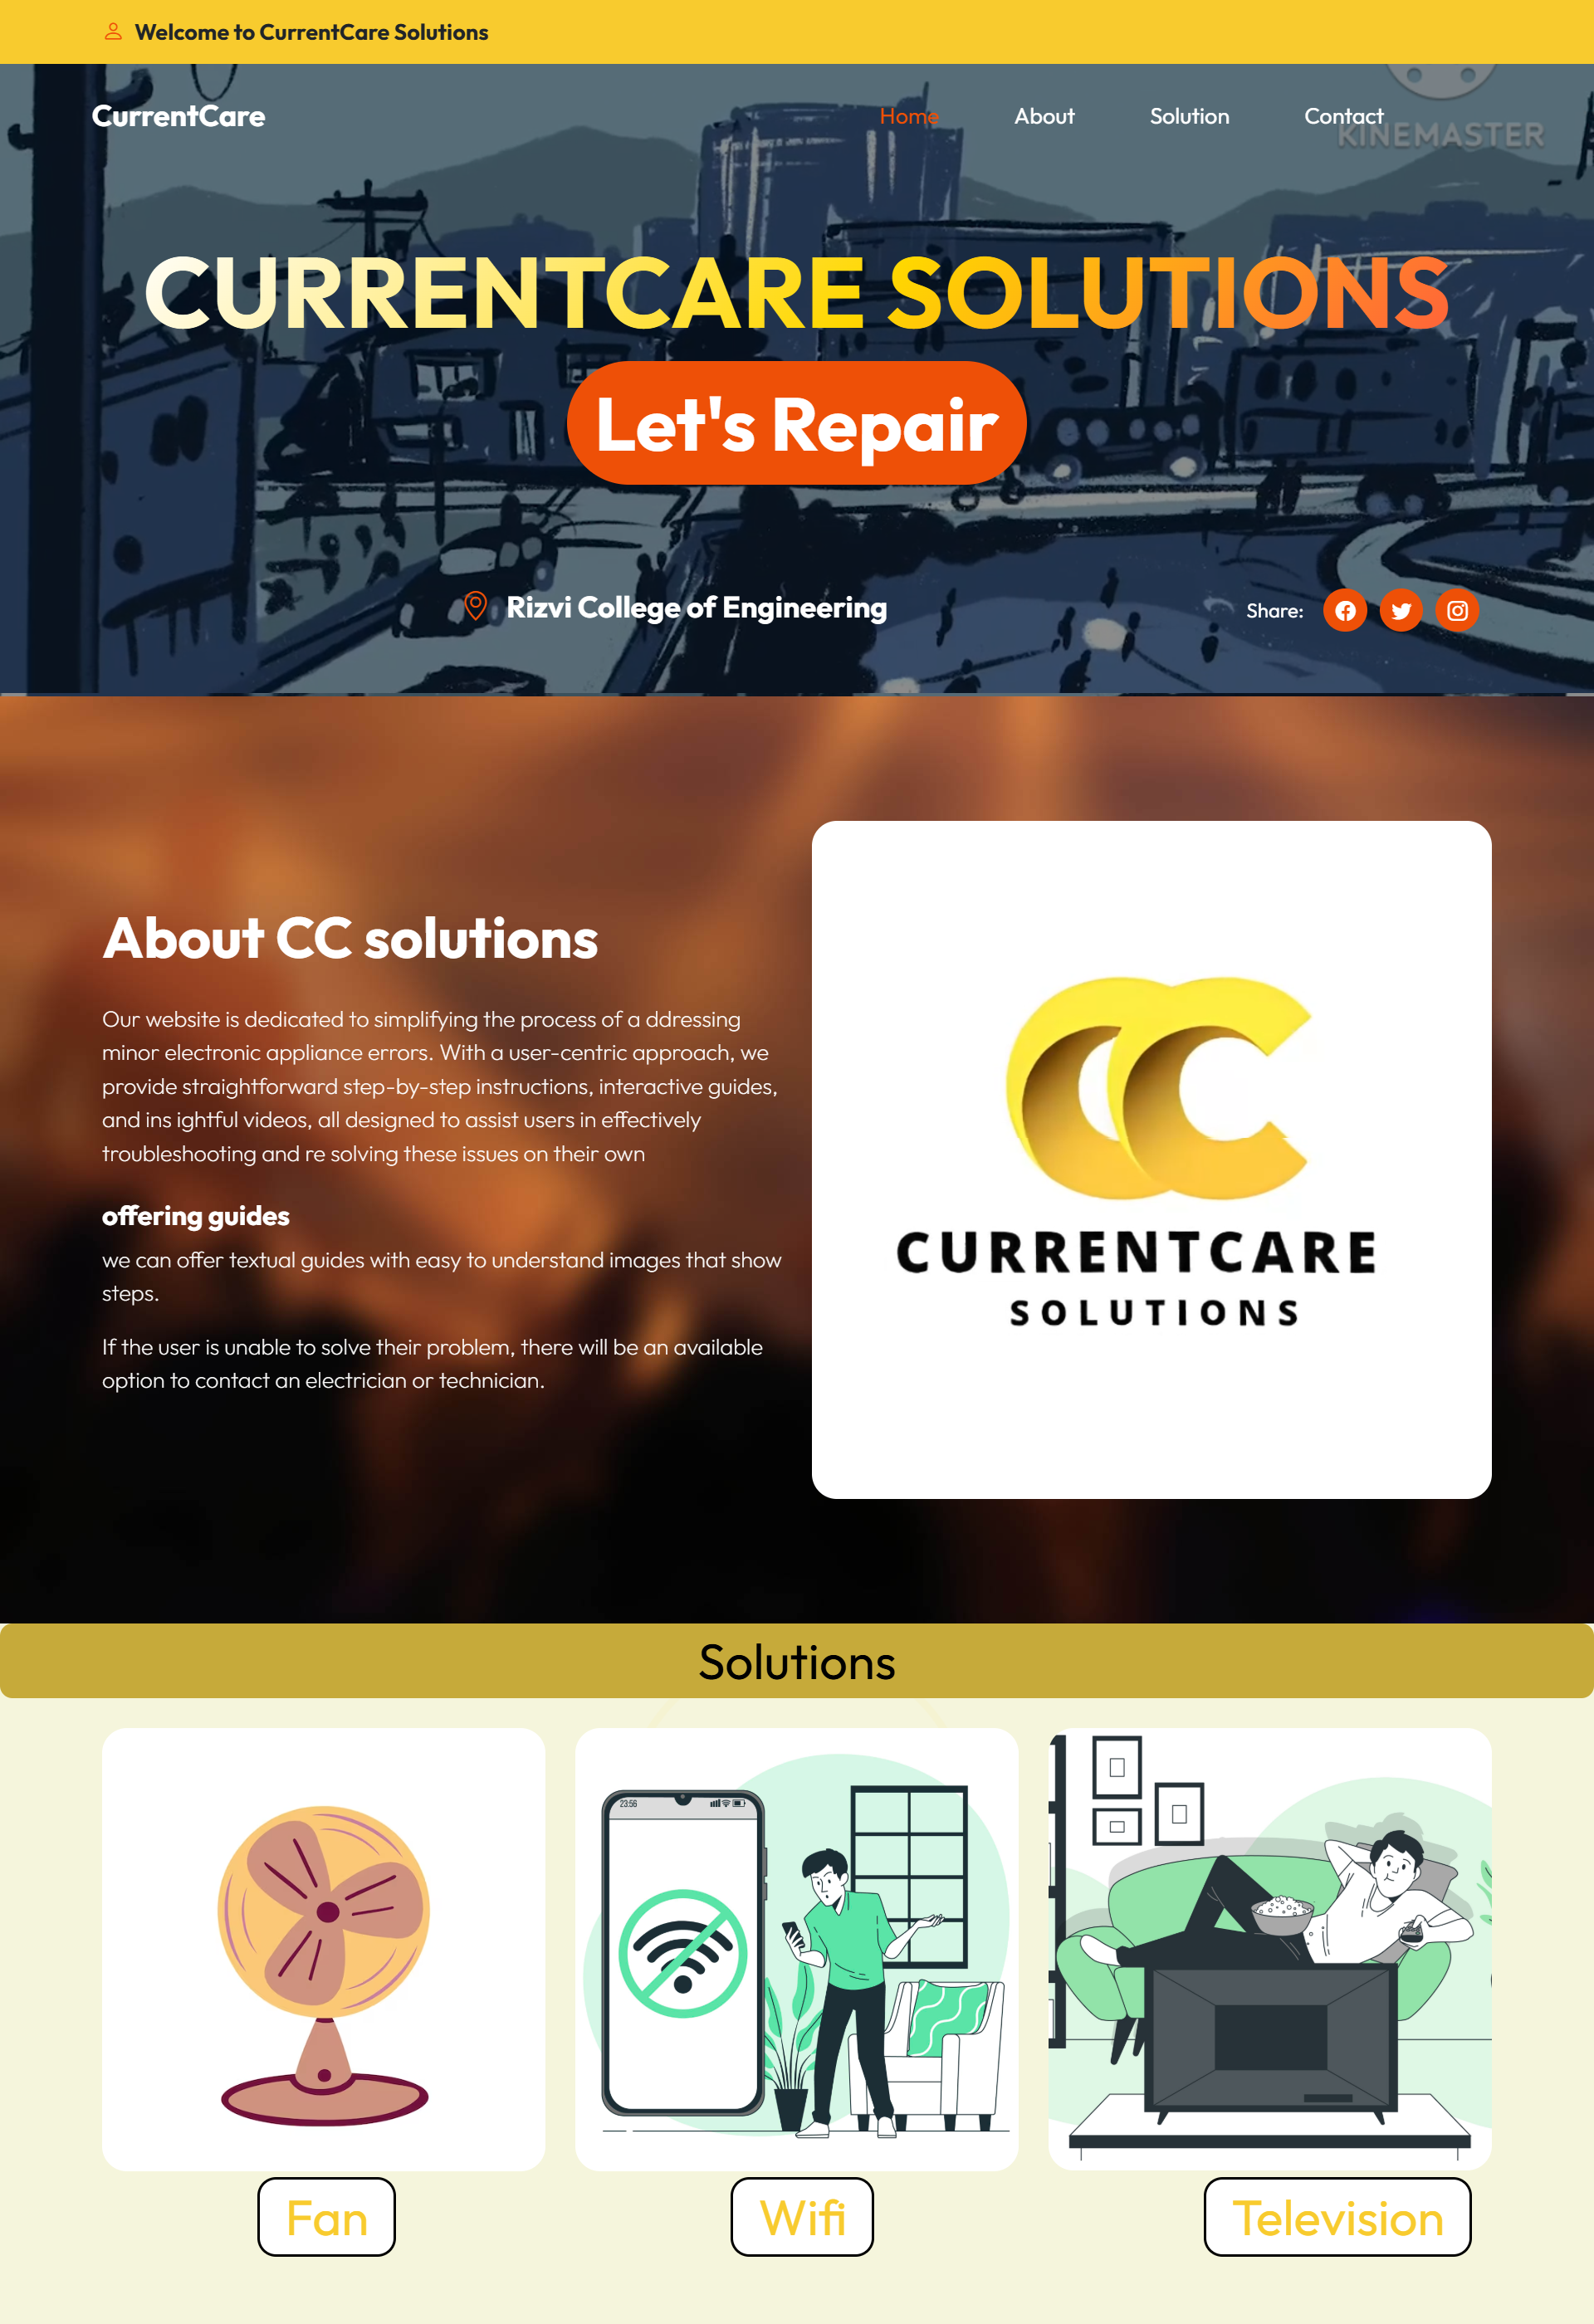 Welcome to CurrentCare Solutions
CurrentCare
Home
About
Solution
Contact
KINEMASTER
CURRENTCARE SOLUTIONS
Let's Repair
Rizvi College of Engineering
Share:
About CC solutions
Our website is dedicated to simplifying the process of a ddressing
minor electronic appliance errors. With a user-centric approach, we
provide straightforward step-by-step instructions, interactive guides,
and ins ightful videos, all designed to assist users in effectively
troubleshooting and re solving these issues on their own
offering guides
we can offer textual guides with easy to understand images that show
steps.
If the user is unable to solve their problem, there will be an available
option to contact an electrician or technician.
CC
CURRENTCARE
SOLUTIONS
Solutions
23:56
Fan
Wifi
Television